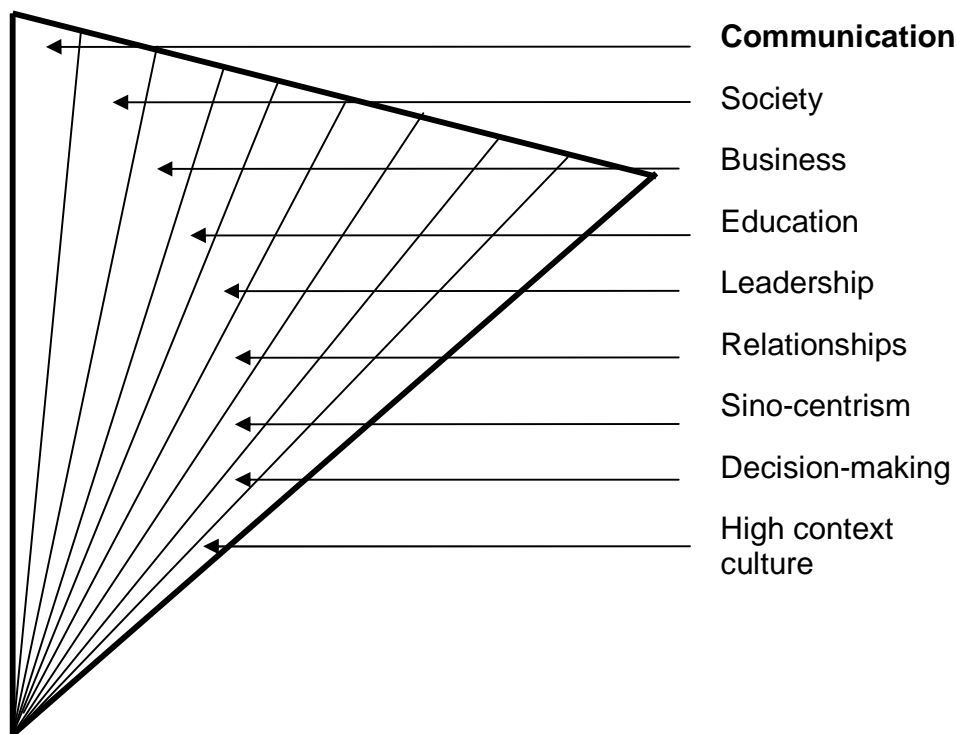 Communication
Society
Business
Education
Leadership
Relationships
Sino-centrism
Decision-making
High context
culture